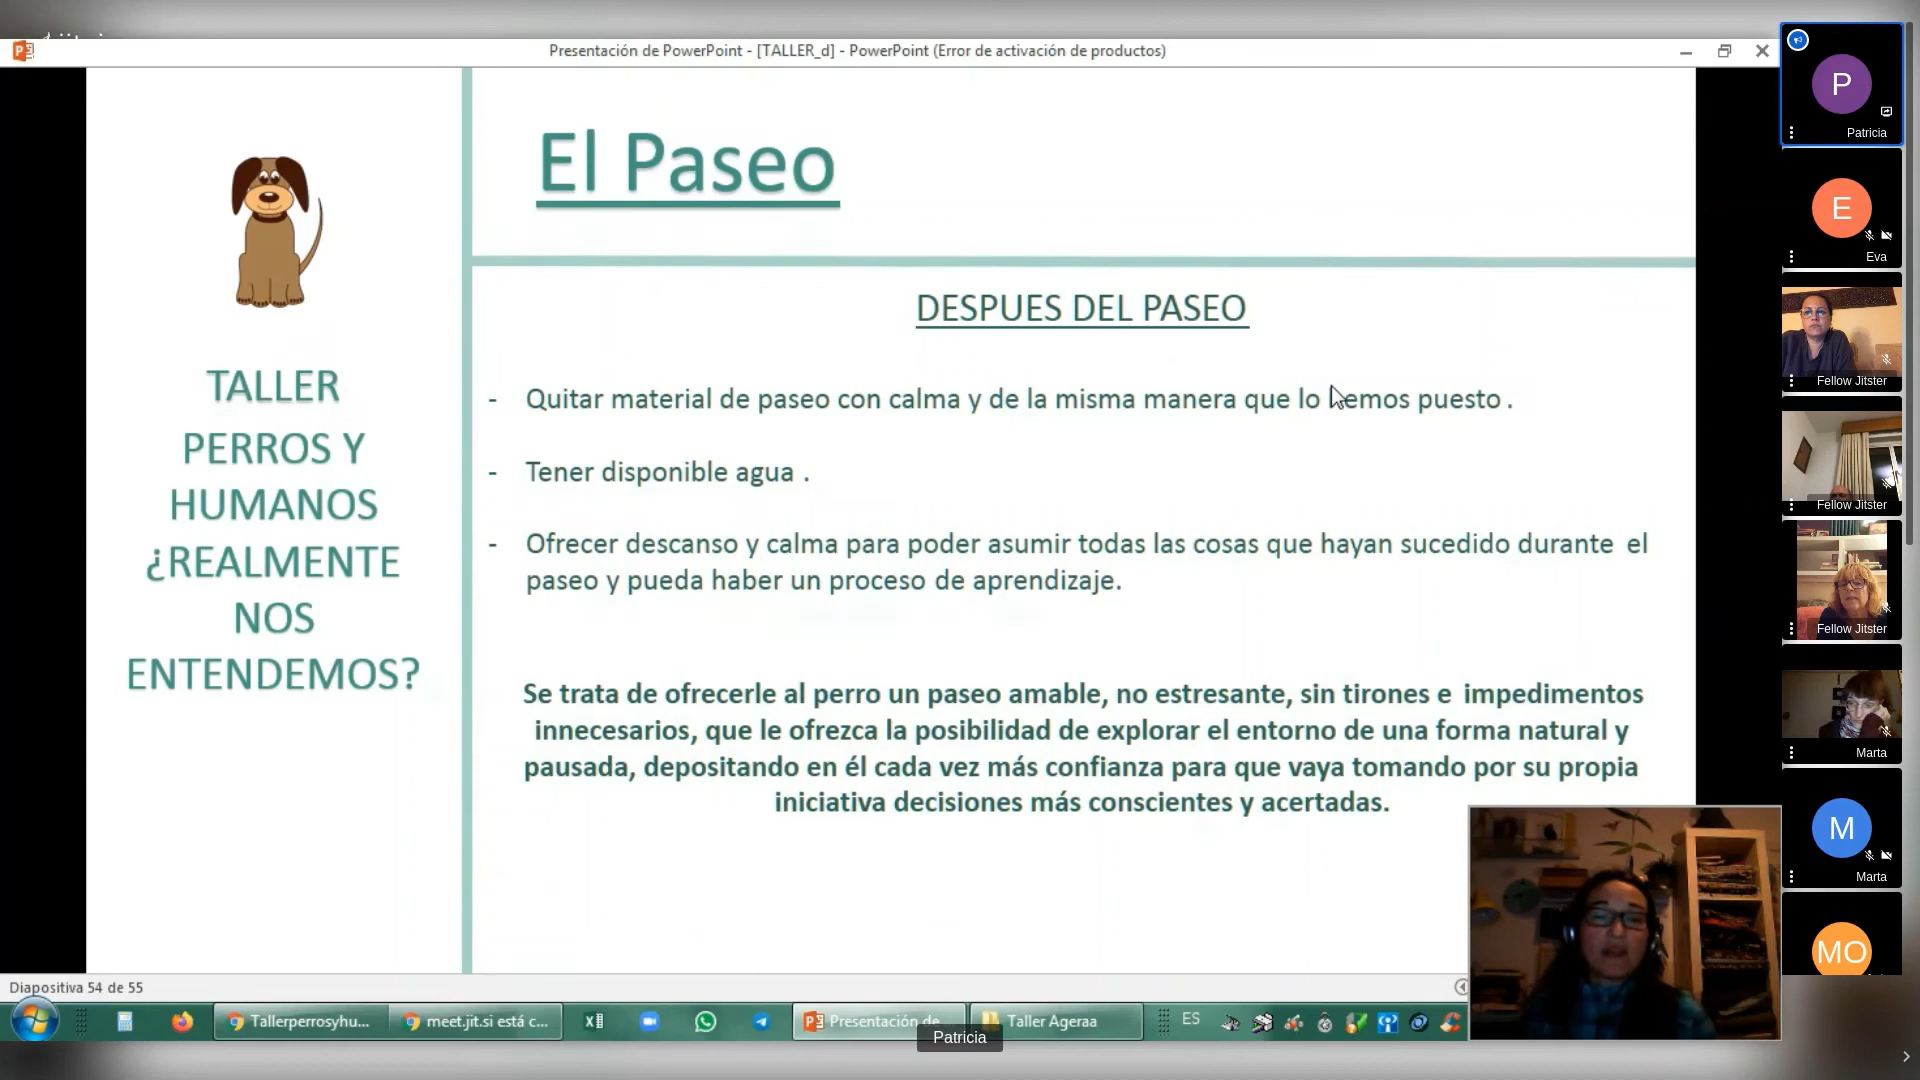 Presentación de PowerPoint - [TALLER_d] - PowerPoint (Error de activación de productos)
El Paseo
TALLER
PERROS Y
HUMANOS
¿REALMENTE
NOS
ENTENDEMOS?
DESPUES DEL PASEO
- Quitar material de paseo con calma y de la misma manera que lo hemos puesto .
- Tener disponible agua .
- Ofrecer descanso y calma para poder asumir todas las cosas que hayan sucedido durante el
paseo y pueda haber un proceso de aprendizaje.
Se trata de ofrecerle al perro un paseo amable, no estresante, sin tirones e impedimentos
innecesarios, que le ofrezca la posibilidad de explorar el entorno de una forma natural y
pausada, depositando en él cada vez más confianza para que vaya tomando por su propia
iniciativa decisiones más conscientes y acertadas.
Diapositiva 54 de 55
Tallerperrosyhu...
meet.jit.si está c...
Presentación de
Taller Ageraa
ES
Patricia
P
Patricia
E
Eva
Fellow Jitster
Fellow Jitster
Fellow Jitster
Marta
M
Marta
MO